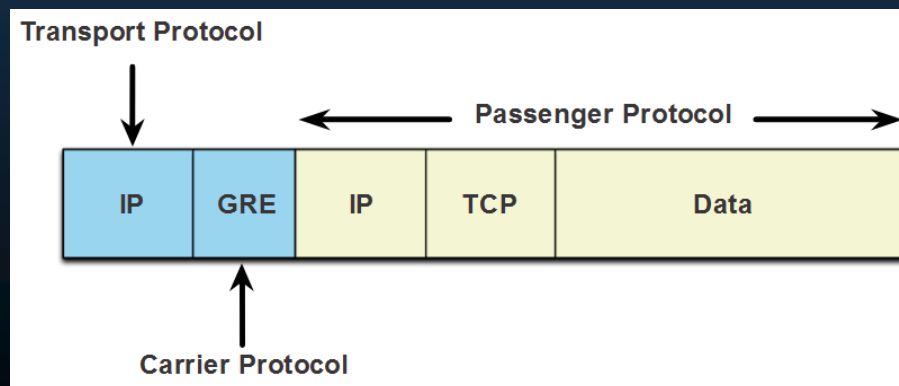 Transport Protocol
Passenger Protocol
IP GRE IP TCP Data
Carrier Protocol